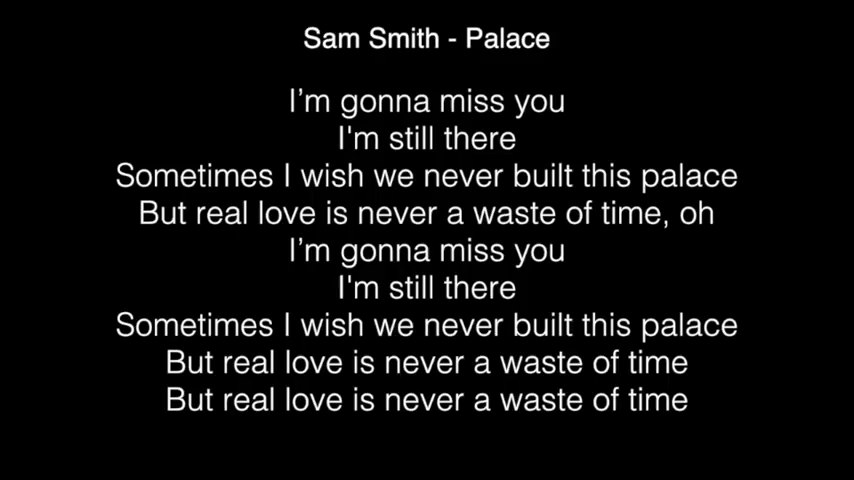 Sam Smith - Palace
I’m gonna miss you
I'm still there
Sometimes I wish we never built this palace
But real love is never a waste of time, oh
I’m gonna miss you
I'm still there
Sometimes I wish we never built this palace
But real love is never a waste of time
But real love is never a waste of time